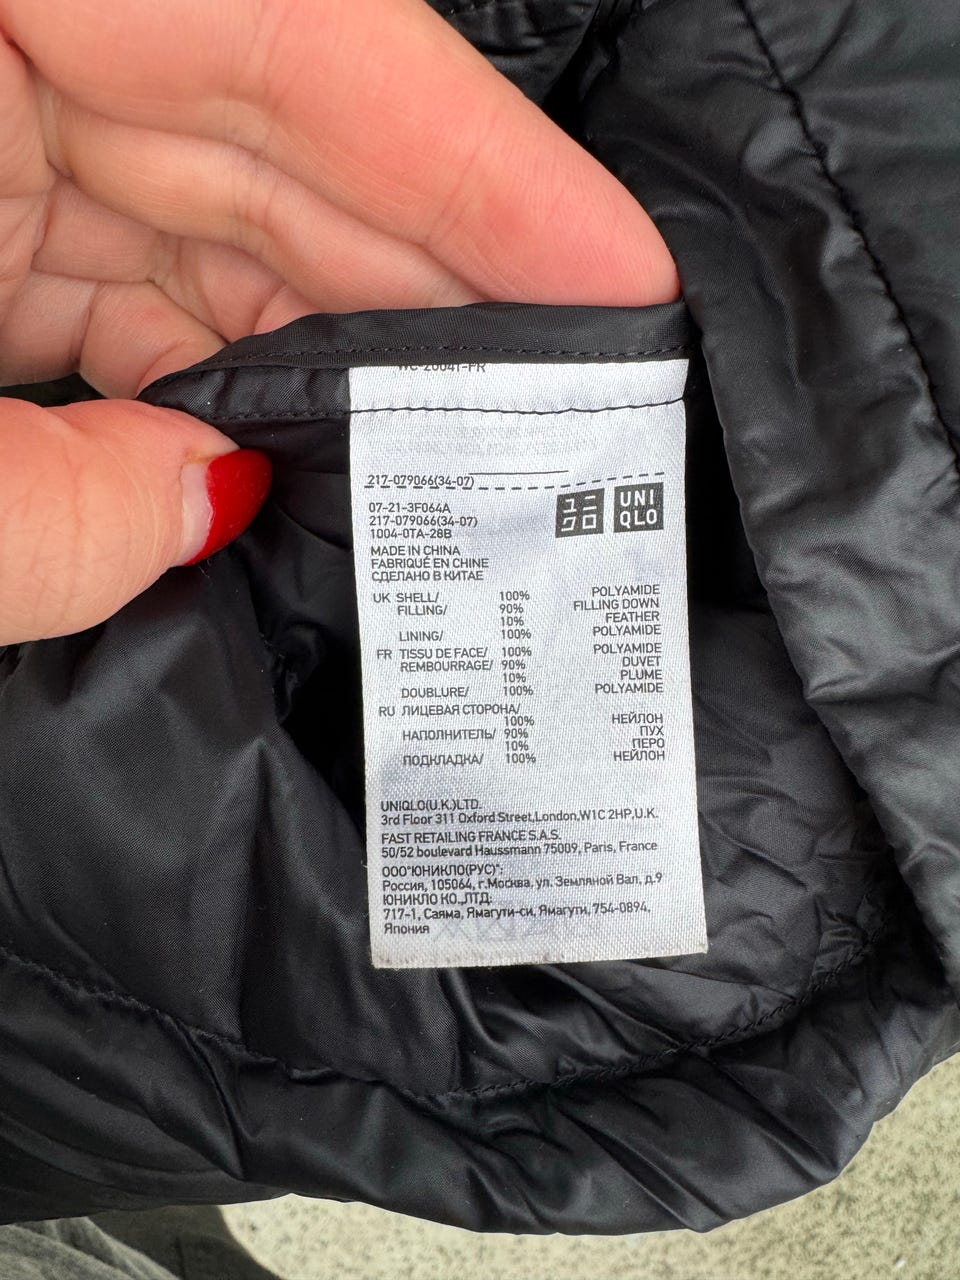 217-079066(34-07)
07-21-3F064A
217-079066(34-07)
1004-0TA-28B
ユニ
クロ
UNI
QLO
MADE IN CHINA
FABRIQUÉ EN CHINE
СДЕЛАНО В КИТАЕ
UK SHELL/ 100% POLYAMIDE
FILLING/ 90% FILLING DOWN
10% FEATHER
LINING/ 100% POLYAMIDE
FR TISSU DE FACE/ 100% POLYAMIDE
REMBOURRAGE/ 90% DUVET
10% PLUME
DOUBLURE/ 100% POLYAMIDE
RU ЛИЦЕВАЯ СТОРОНА/
100% НЕЙЛОН
НАПОЛНИТЕЛЬ/ 90% ПУХ
10% ПЕРО
ПОДКЛАДКА/ 100% НЕЙЛОН
UNIQLO(U.K.)LTD.
3rd Floor 311 Oxford Street,London,W1C 2HP,U.K.
FAST RETAILING FRANCE S.A.S.
50/52 boulevard Haussmann 75009, Paris, France
ООО"ЮНИКЛО(РУС)":
Россия, 105064, г.Москва, ул. Земляной Вал, д.9
ЮНИКЛО КО.,ЛТД:
717-1, Саяма, Ямагути-си, Ямагути, 754-0894,
Япония